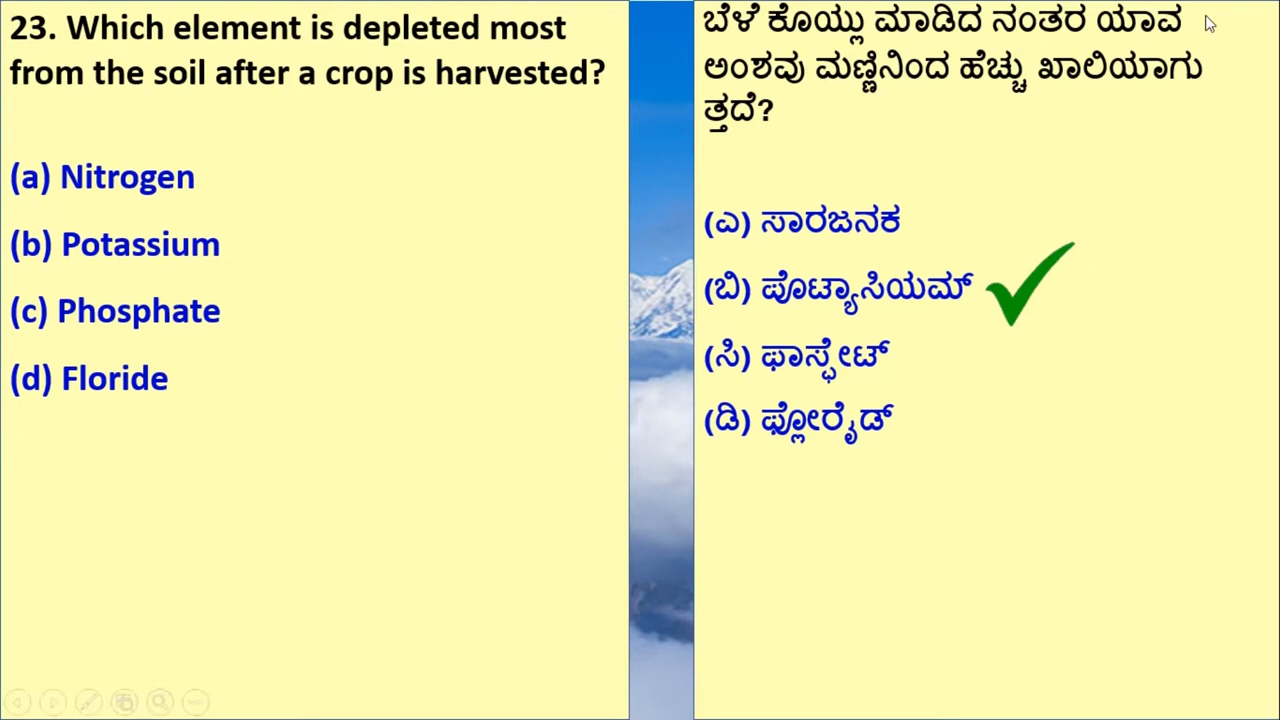 23. Which element is depleted most
from the soil after a crop is harvested?
(a) Nitrogen
(b) Potassium
(c) Phosphate
(d) Floride
ಬೆಳೆ ಕೊಯ್ಲು ಮಾಡಿದ ನಂತರ ಯಾವ
ಅಂಶವು ಮಣ್ಣಿನಿಂದ ಹೆಚ್ಚು ಖಾಲಿಯಾಗು
ತ್ತದೆ?
(ಎ) ಸಾರಜನಕ
(ಬಿ) ಪೊಟ್ಯಾಸಿಯಮ್
(ಸಿ) ಫಾಸ್ಫೇಟ್
(ಡಿ) ಫ್ಲೋರೈಡ್